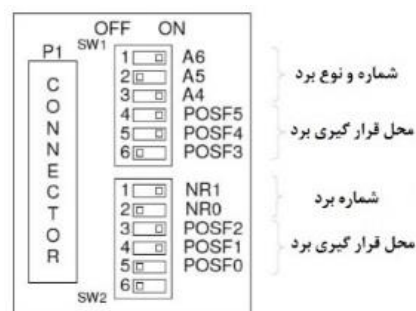 OFF ON
SW1
P1
CONNECTOR
1 A6
2 A5
3 A4
4 POSF5
5 POSF4
6 POSF3
شماره و نوع برد
محل قرار گیری برد
1 NR1
2 NR0
3 POSF2
4 POSF1
5 POSF0
6
شماره برد
محل قرار گیری برد
SW2